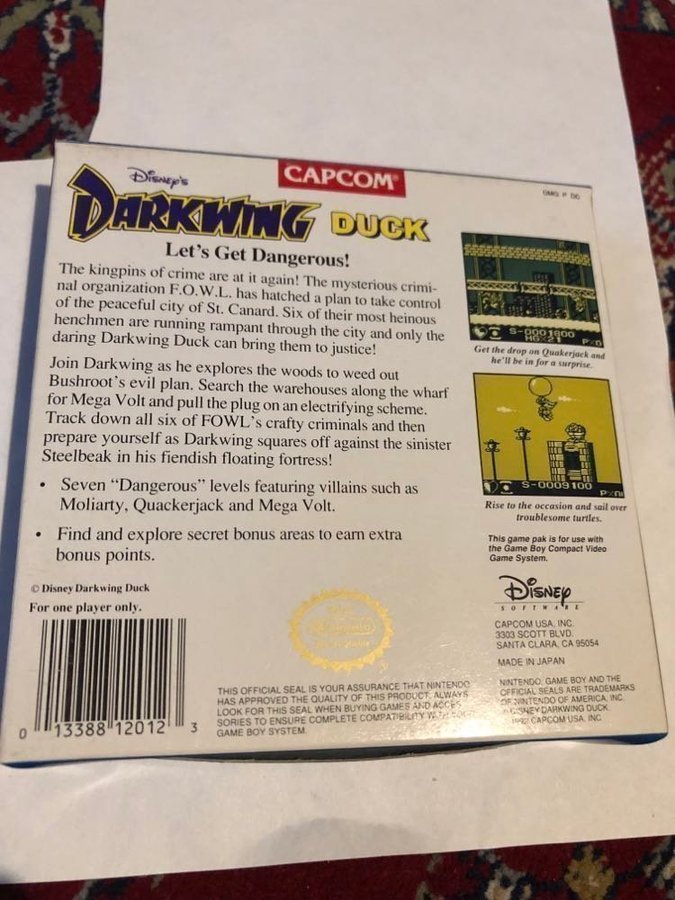 Disney's
CAPCOM®
DMG P DD
DARKWING DUCK
Let's Get Dangerous!
The kingpins of crime are at it again! The mysterious crimi-
nal organization F.O.W.L. has hatched a plan to take control
of the peaceful city of St. Canard. Six of their most heinous
henchmen are running rampant through the city and only the
daring Darkwing Duck can bring them to justice!
Join Darkwing as he explores the woods to weed out
Bushroot's evil plan. Search the warehouses along the wharf
for Mega Volt and pull the plug on an electrifying scheme.
Track down all six of FOWL's crafty criminals and then
prepare yourself as Darkwing squares off against the sinister
Steelbeak in his fiendish floating fortress!
• Seven “Dangerous” levels featuring villains such as
Moliarty, Quackerjack and Mega Volt.
• Find and explore secret bonus areas to earn extra
bonus points.
© Disney Darkwing Duck
For one player only.
0 13388 12012 3
THIS OFFICIAL SEAL IS YOUR ASSURANCE THAT NINTENDO
HAS APPROVED THE QUALITY OF THIS PRODUCT. ALWAYS
LOOK FOR THIS SEAL WHEN BUYING GAMES AND ACCES-
SORIES TO ENSURE COMPLETE COMPATIBILITY
GAME BOY SYSTEM.
S-0001800
Get the drop on Quakerjack and
he'll be in for a surprise.
S-0009100
Rise to the occasion and sail over
troublesome turtles.
This game pak is for use with
the Game Boy Compact Video
Game System.
DISNEY
SOFTWARE
CAPCOM USA, INC.
3303 SCOTT BLVD.
SANTA CLARA, CA 95054
MADE IN JAPAN
NINTENDO, GAME BOY AND THE
OFFICIAL SEALS ARE TRADEMARKS
OF NINTENDO OF AMERICA, INC.
DISNEY DARKWING DUCK
CAPCOM USA, INC.